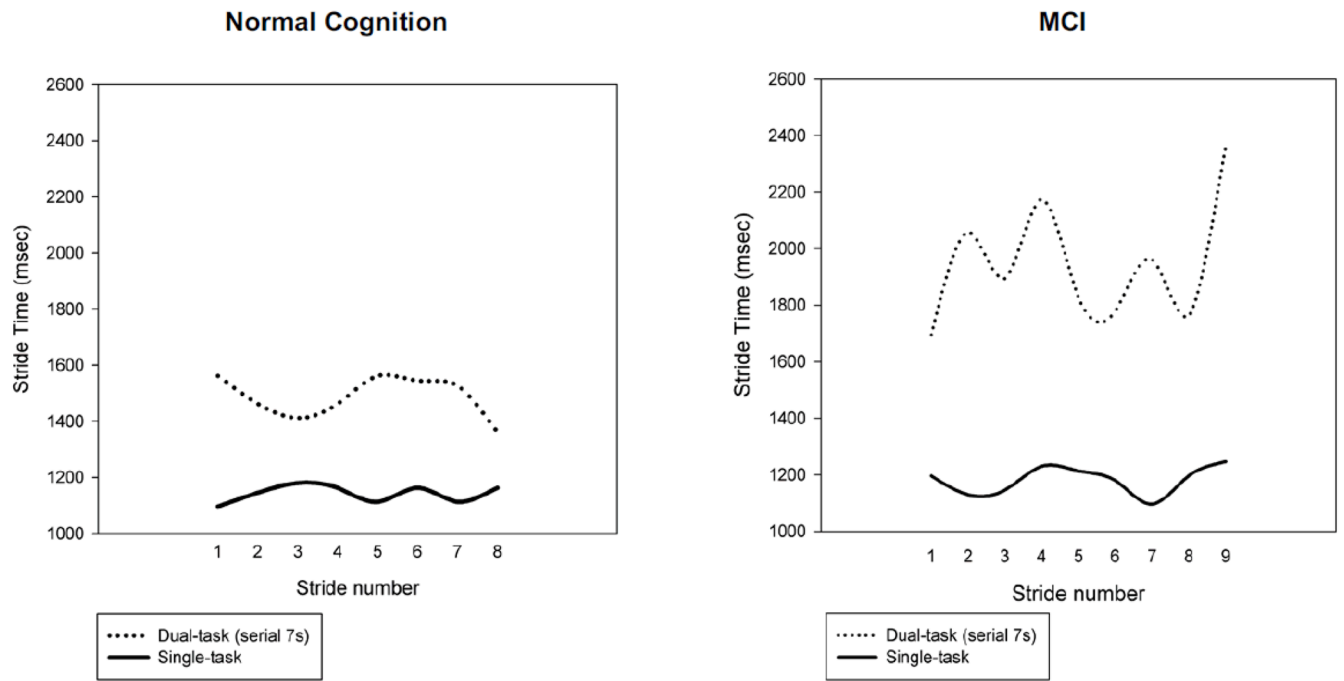 Normal Cognition
2600
2400
2200
2000
1800
1600
1400
1200
1000
Stride Time (msec)
1 2 3 4 5 6 7 8
Stride number
Dual-task (serial 7s)
Single-task
MCI
2600
2400
2200
2000
1800
1600
1400
1200
1000
Stride Time (msec)
1 2 3 4 5 6 7 8 9
Stride number
Dual-task (serial 7s)
Single-task